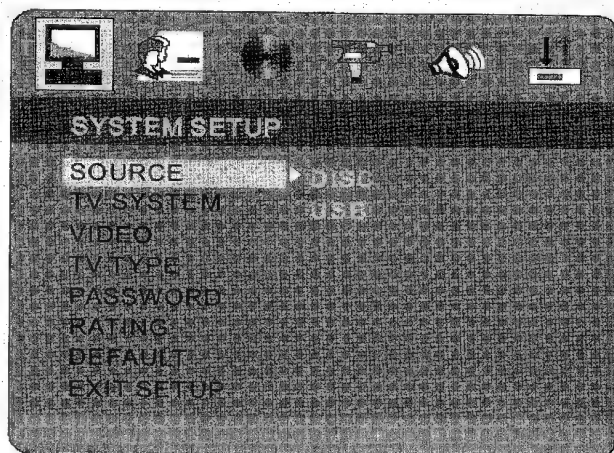 SYSTEM SETUP
SOURCE DISC
TV SYSTEM USB
VIDEO
TV TYPE
PASSWORD
RATING
DEFAULT
EXIT SETUP